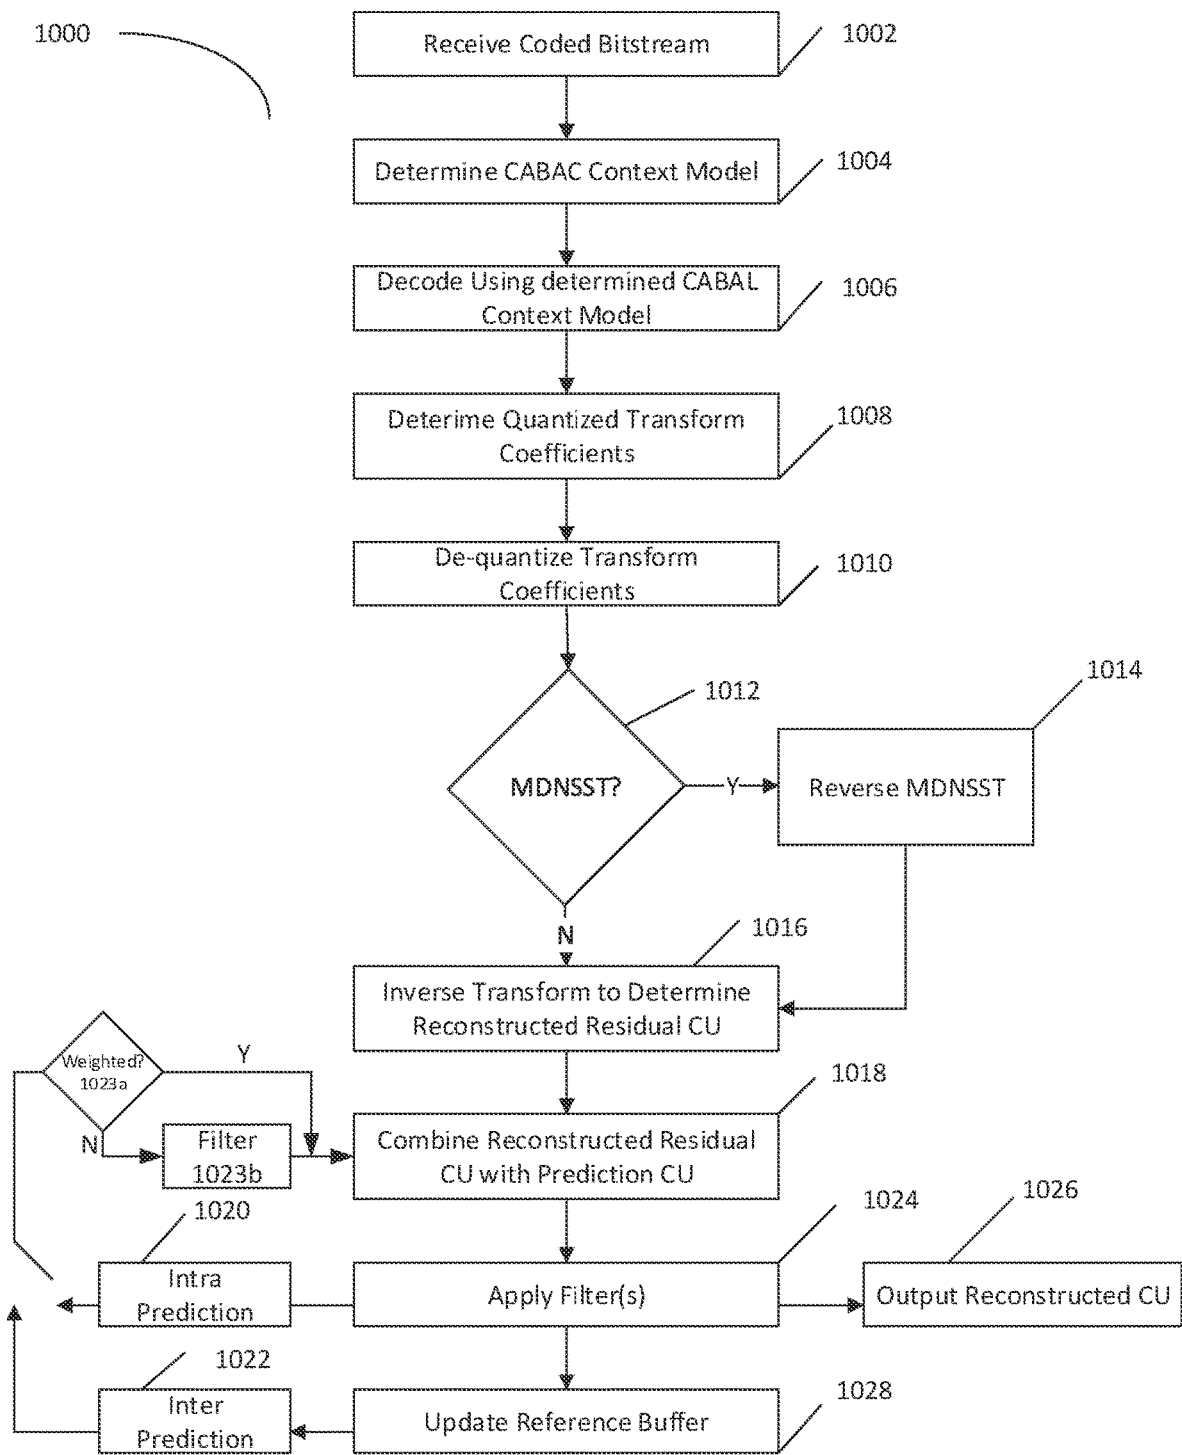 1000
Receive Coded Bitstream
1002
Determine CABAC Context Model
1004
Decode Using determined CABAL
Context Model
1006
Deterime Quantized Transform
Coefficients
1008
De-quantize Transform
Coefficients
1010
MDNSST?
1012
Y
Reverse MDNSST
1014
N
Inverse Transform to Determine
Reconstructed Residual CU
1016
Weighted?
1023a
Y
N
Filter
1023b
Combine Reconstructed Residual
CU with Prediction CU
1018
Intra
Prediction
1020
Apply Filter(s)
1024
Output Reconstructed CU
1026
Inter
Prediction
1022
Update Reference Buffer
1028